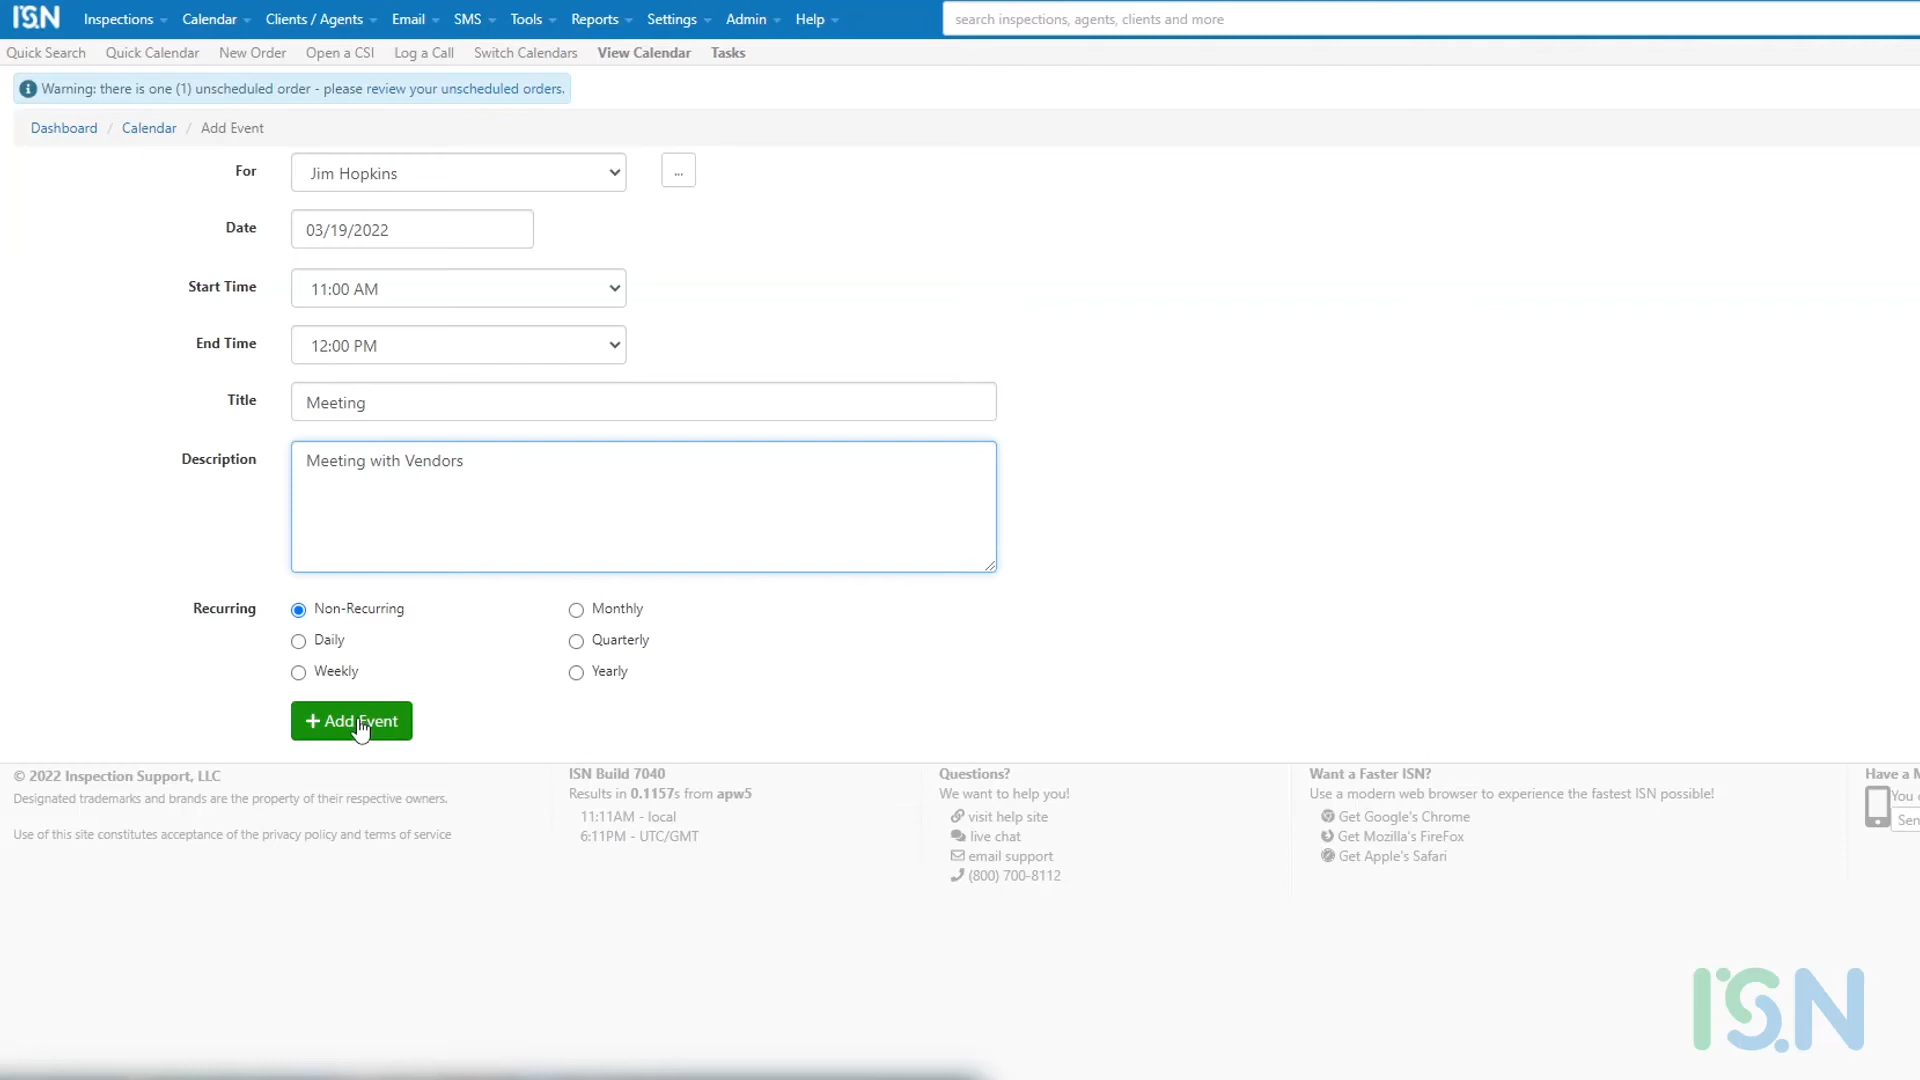 ISN Inspections Calendar Clients / Agents Email SMS Tools Reports Settings Admin Help search inspections, agents, clients and more
Quick Search Quick Calendar New Order Open a CSI Log a Call Switch Calendars View Calendar Tasks
Warning: there is one (1) unscheduled order - please review your unscheduled orders.
Dashboard / Calendar / Add Event
For Jim Hopkins ...
Date 03/19/2022
Start Time 11:00 AM
End Time 12:00 PM
Title Meeting
Description Meeting with Vendors
Recurring Non-Recurring Monthly
Daily Quarterly
Weekly Yearly
+ Add Event
© 2022 Inspection Support, LLC
Designated trademarks and brands are the property of their respective owners.
Use of this site constitutes acceptance of the privacy policy and terms of service
ISN Build 7040
Results in 0.1157s from apw5
11:11AM - local
6:11PM - UTC/GMT
Questions?
We want to help you!
visit help site
live chat
email support
(800) 700-8112
Want a Faster ISN?
Use a modern web browser to experience the fastest ISN possible!
Get Google's Chrome
Get Mozilla's FireFox
Get Apple's Safari
Have a
You
ISN